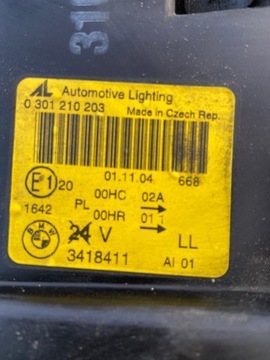 AL Automotive Lighting
0 301 210 203
Made in Czech Rep.
01.11.04 668
E1 20 00HC 02A
PL
1642 00HR 01
BMW 24 V LL
3418411 AI 01